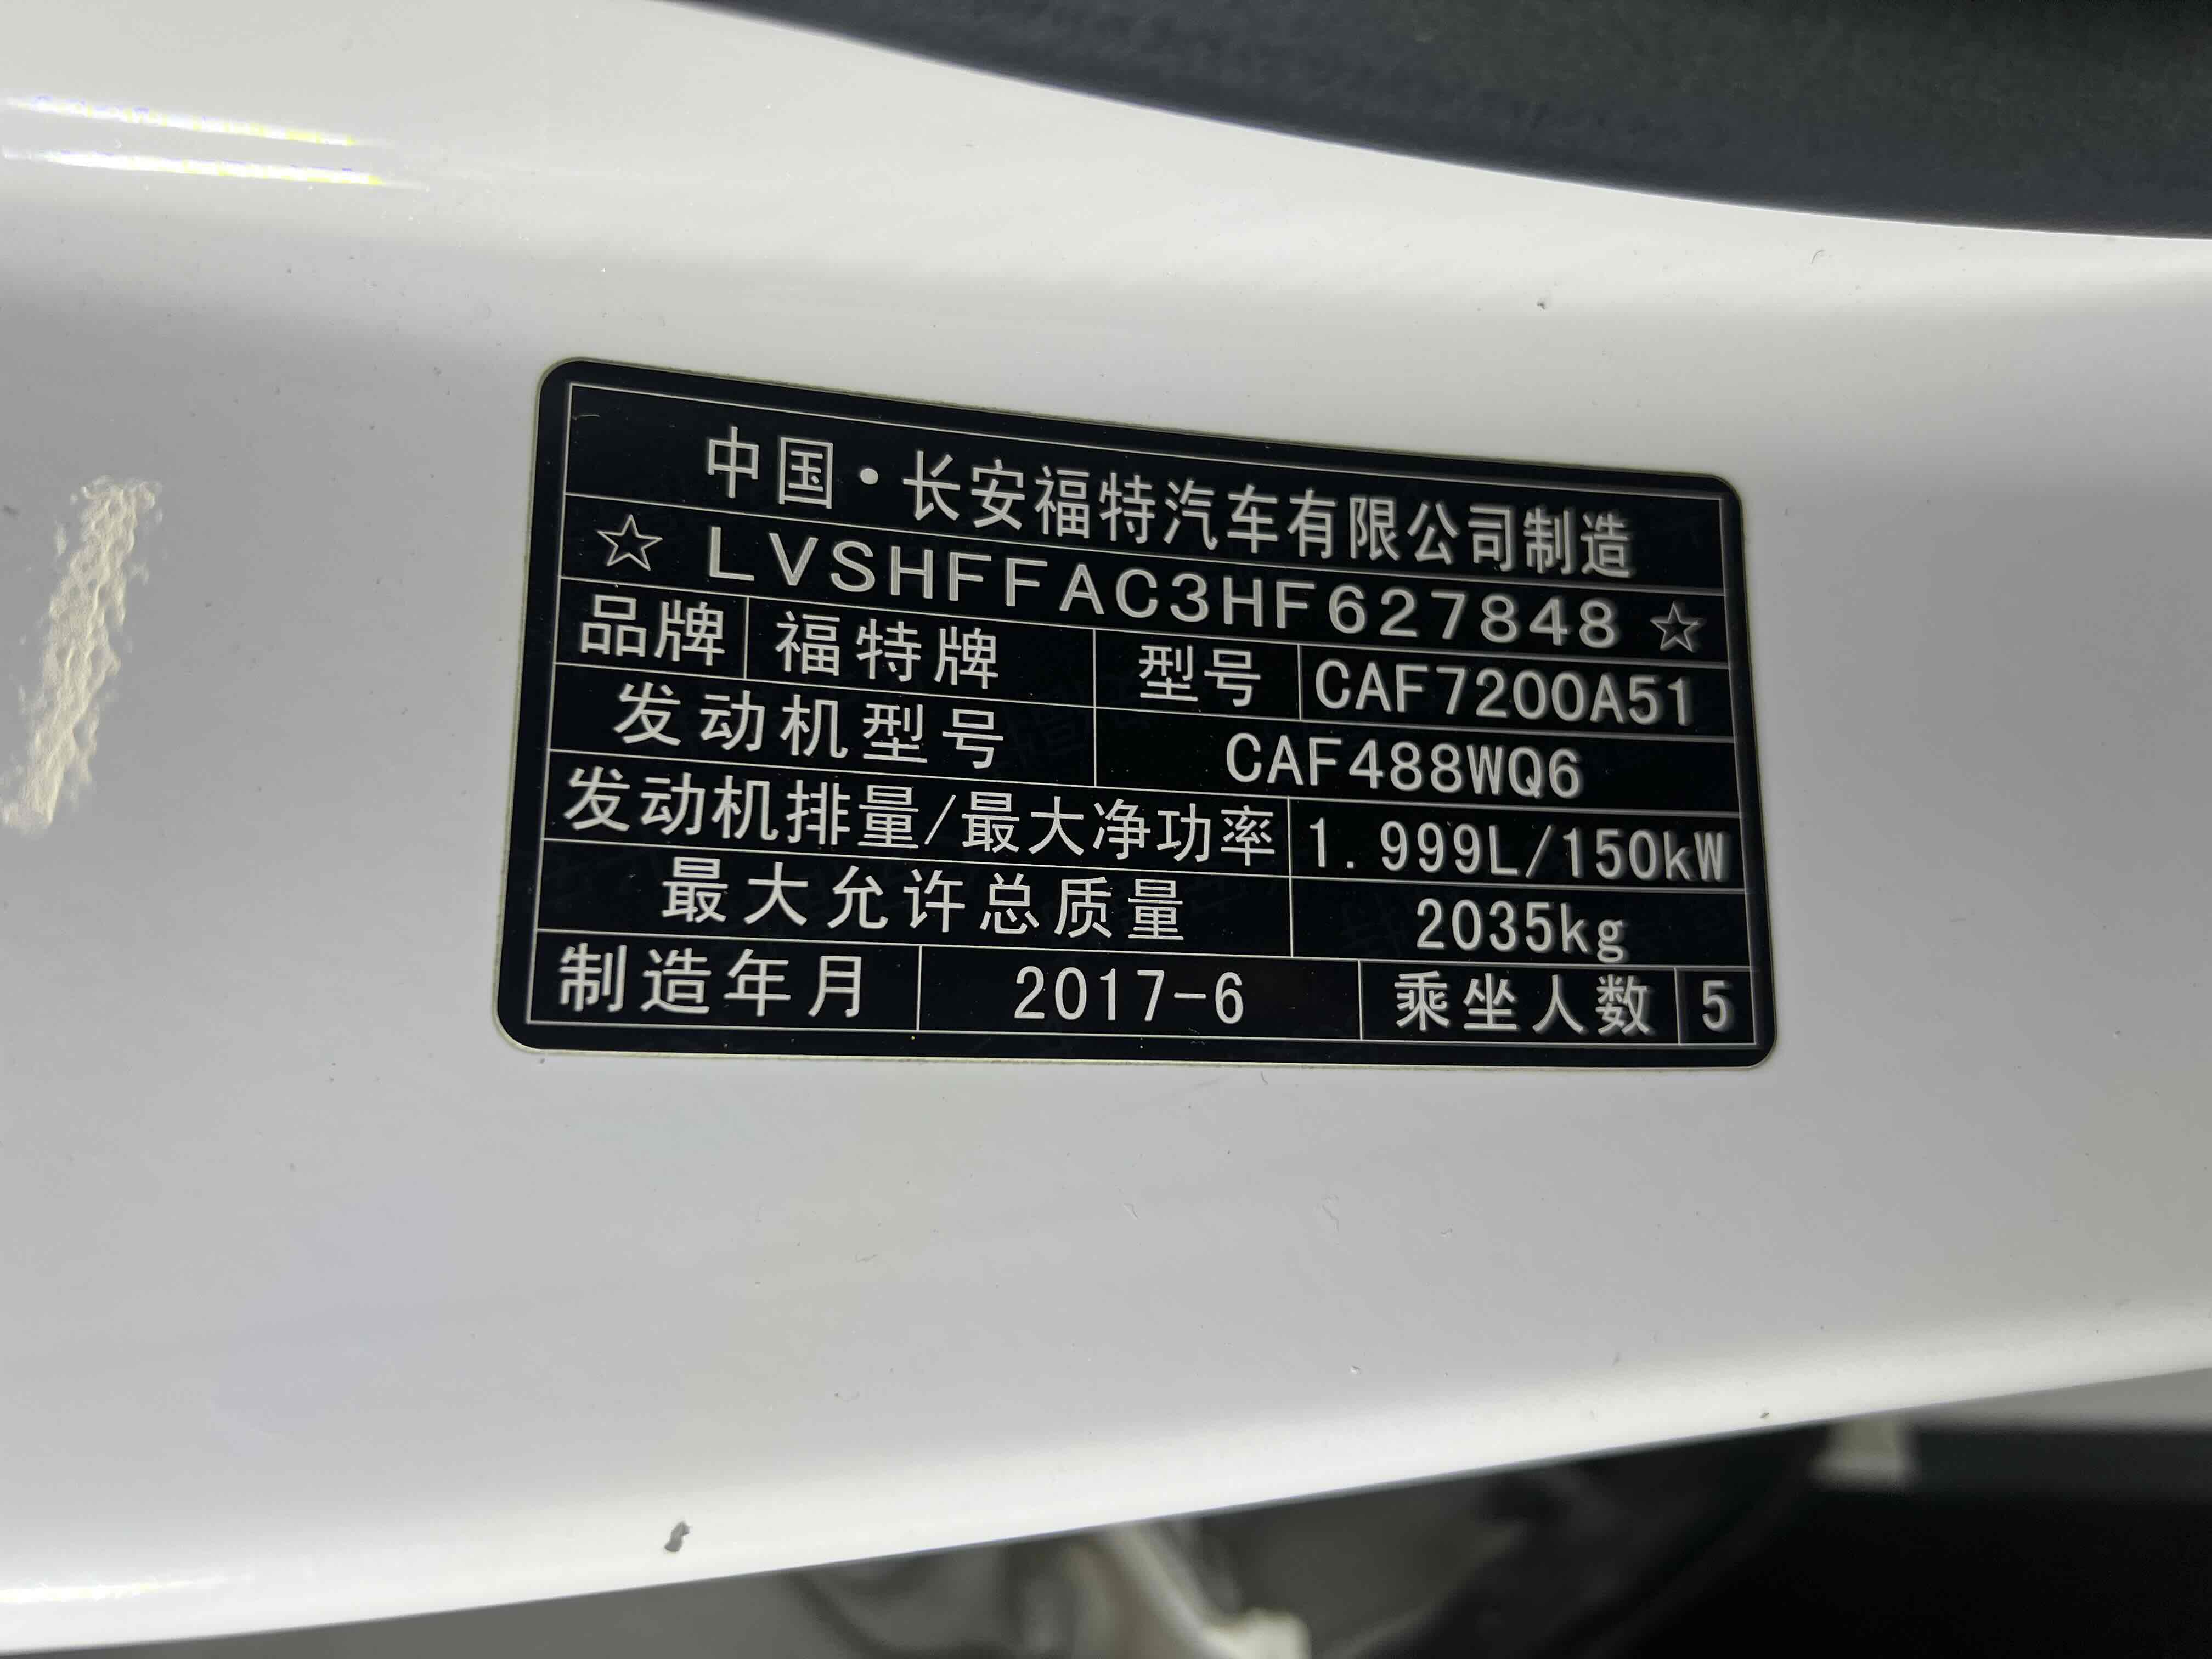 中国·长安福特汽车有限公司制造
☆ LVSHFFAC3HF627848 ☆
品牌 福特牌 型号 CAF7200A51
发动机型号 CAF488WQ6
发动机排量/最大净功率 1.999L/150kW
最大允许总质量 2035kg
制造年月 2017-6 乘坐人数 5